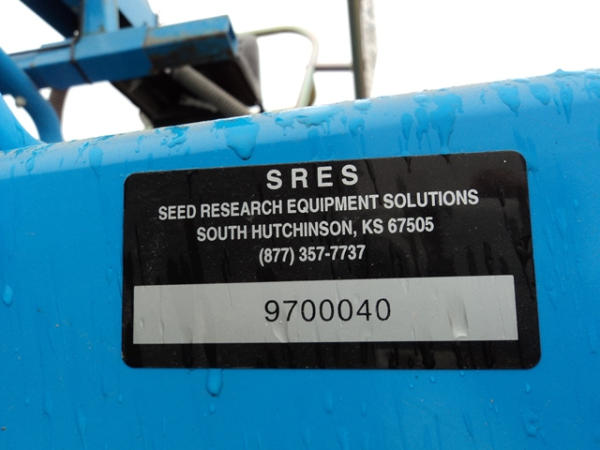 SRES
SEED RESEARCH EQUIPMENT SOLUTIONS
SOUTH HUTCHINSON, KS 67505
(877) 357-7737
9700040